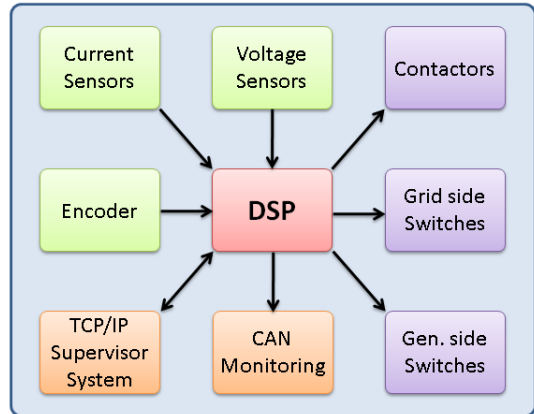 Current
Sensors
Voltage
Sensors
Contactors
Encoder
DSP
Grid side
Switches
TCP/IP
Supervisor
System
CAN
Monitoring
Gen. side
Switches